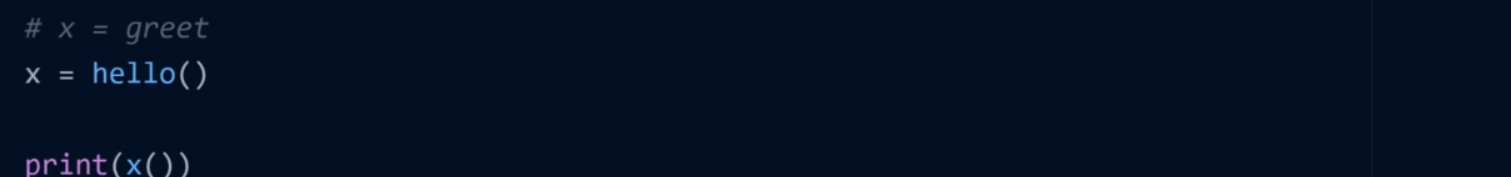 # x = greet
x = hello()
print(x())